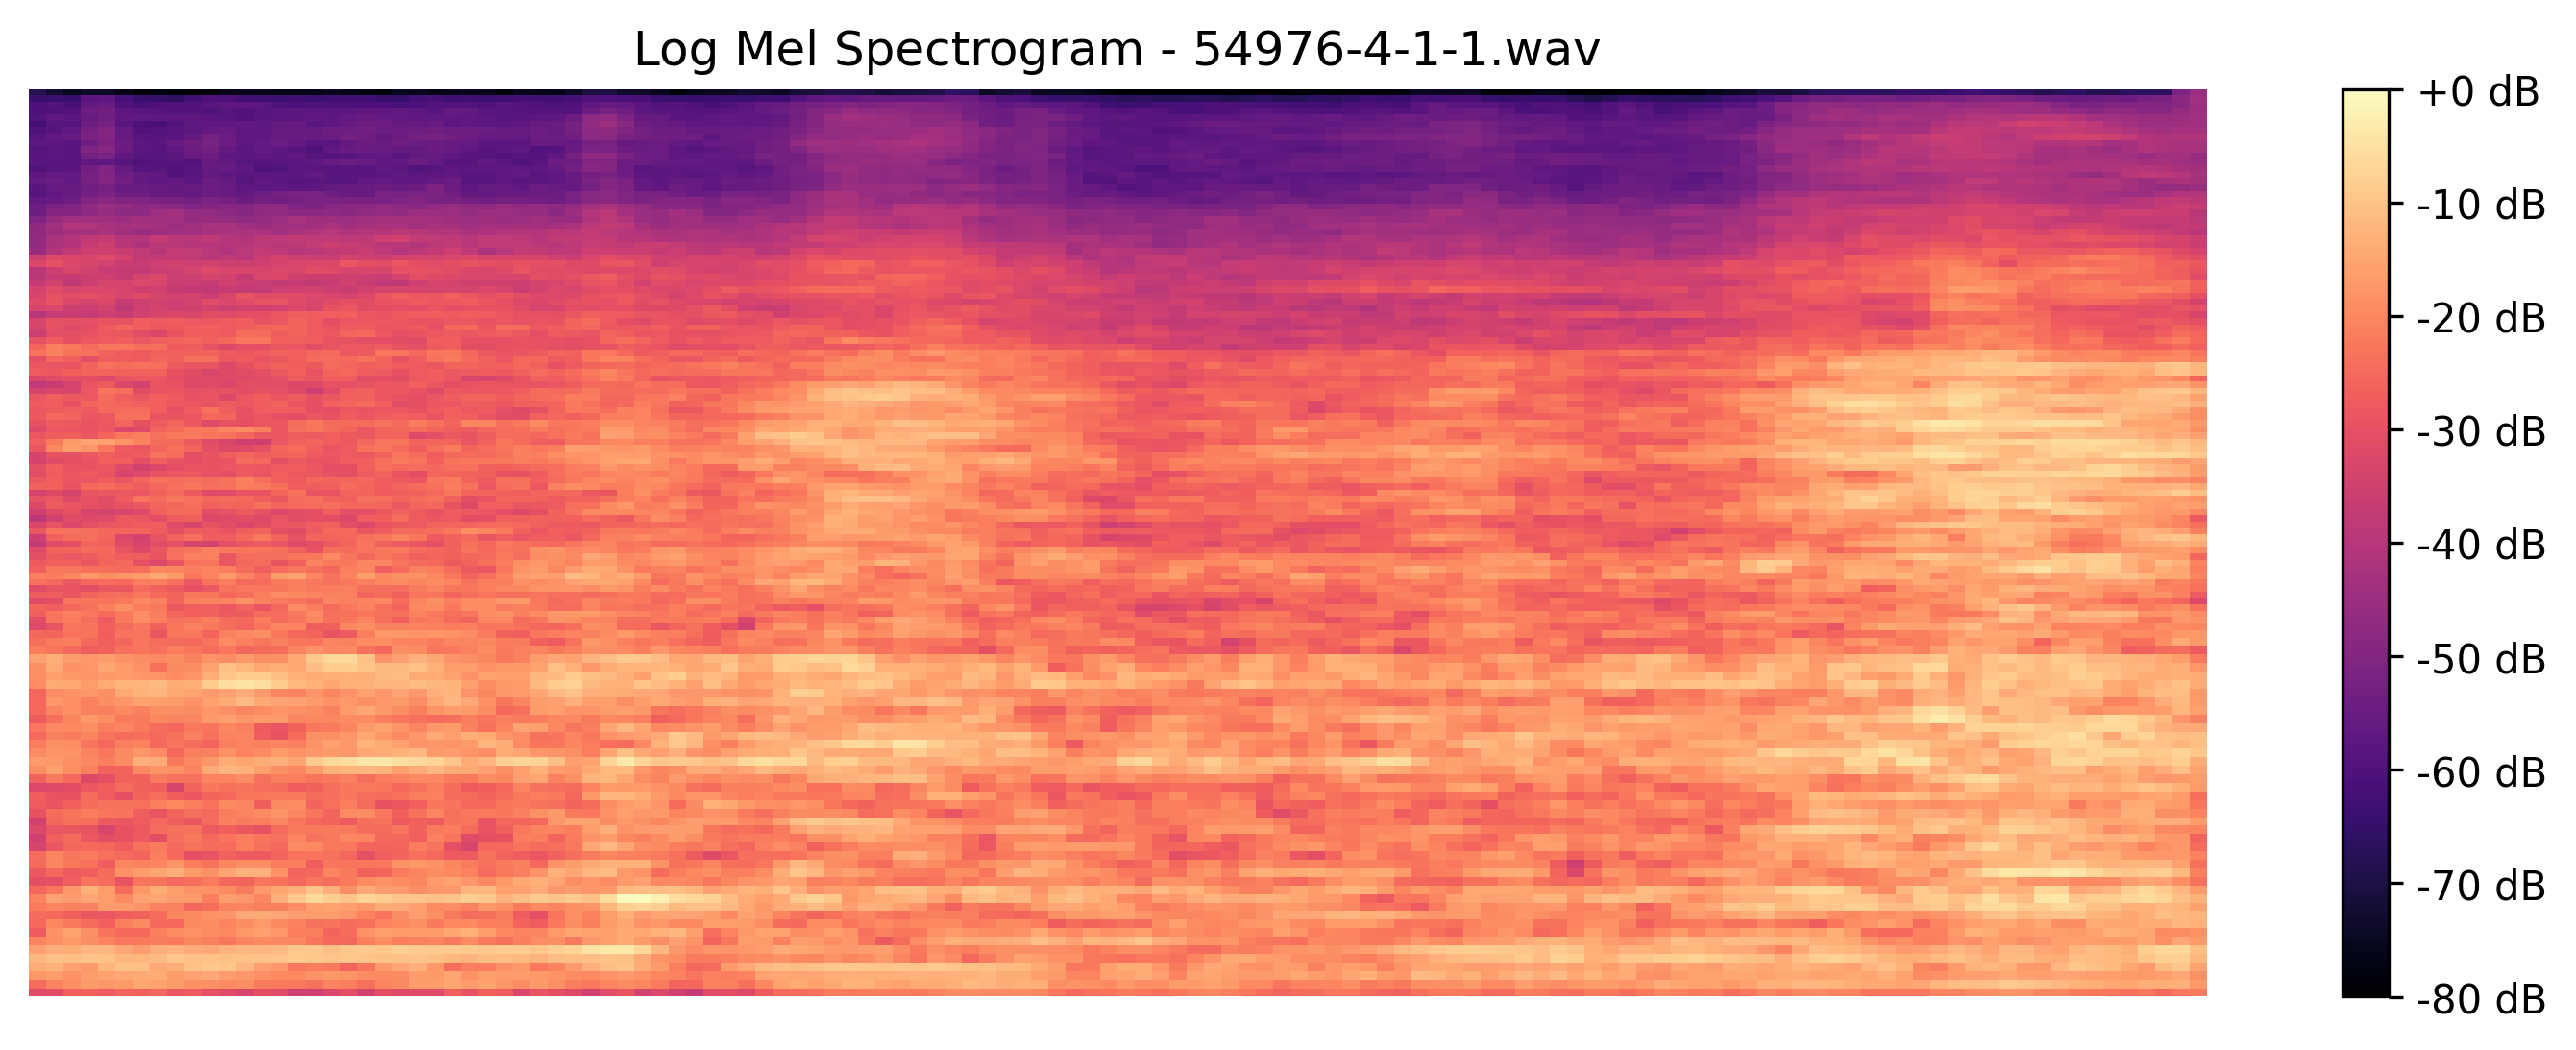 Log Mel Spectrogram - 54976-4-1-1.wav
+0 dB
-10 dB
-20 dB
-30 dB
-40 dB
-50 dB
-60 dB
-70 dB
-80 dB